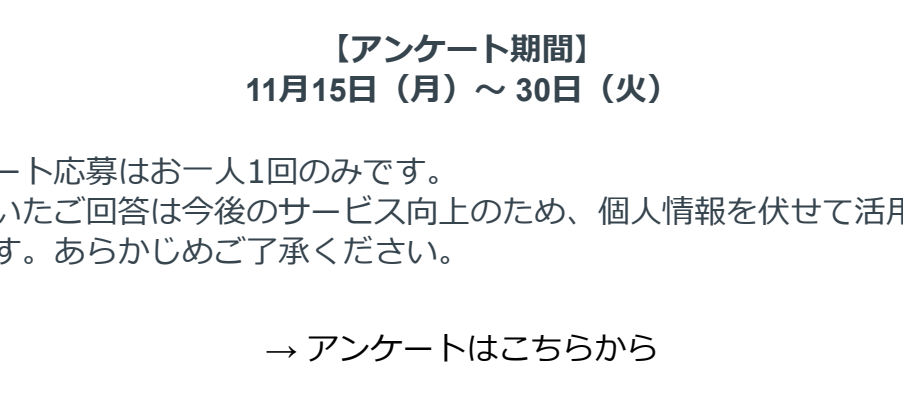 【アンケート期間】
11月15日（月）～ 30日（火）
ート応募はお一人1回のみです。
いたご回答は今後のサービス向上のため、個人情報を伏せて活用
す。あらかじめご了承ください。
→ アンケートはこちらから